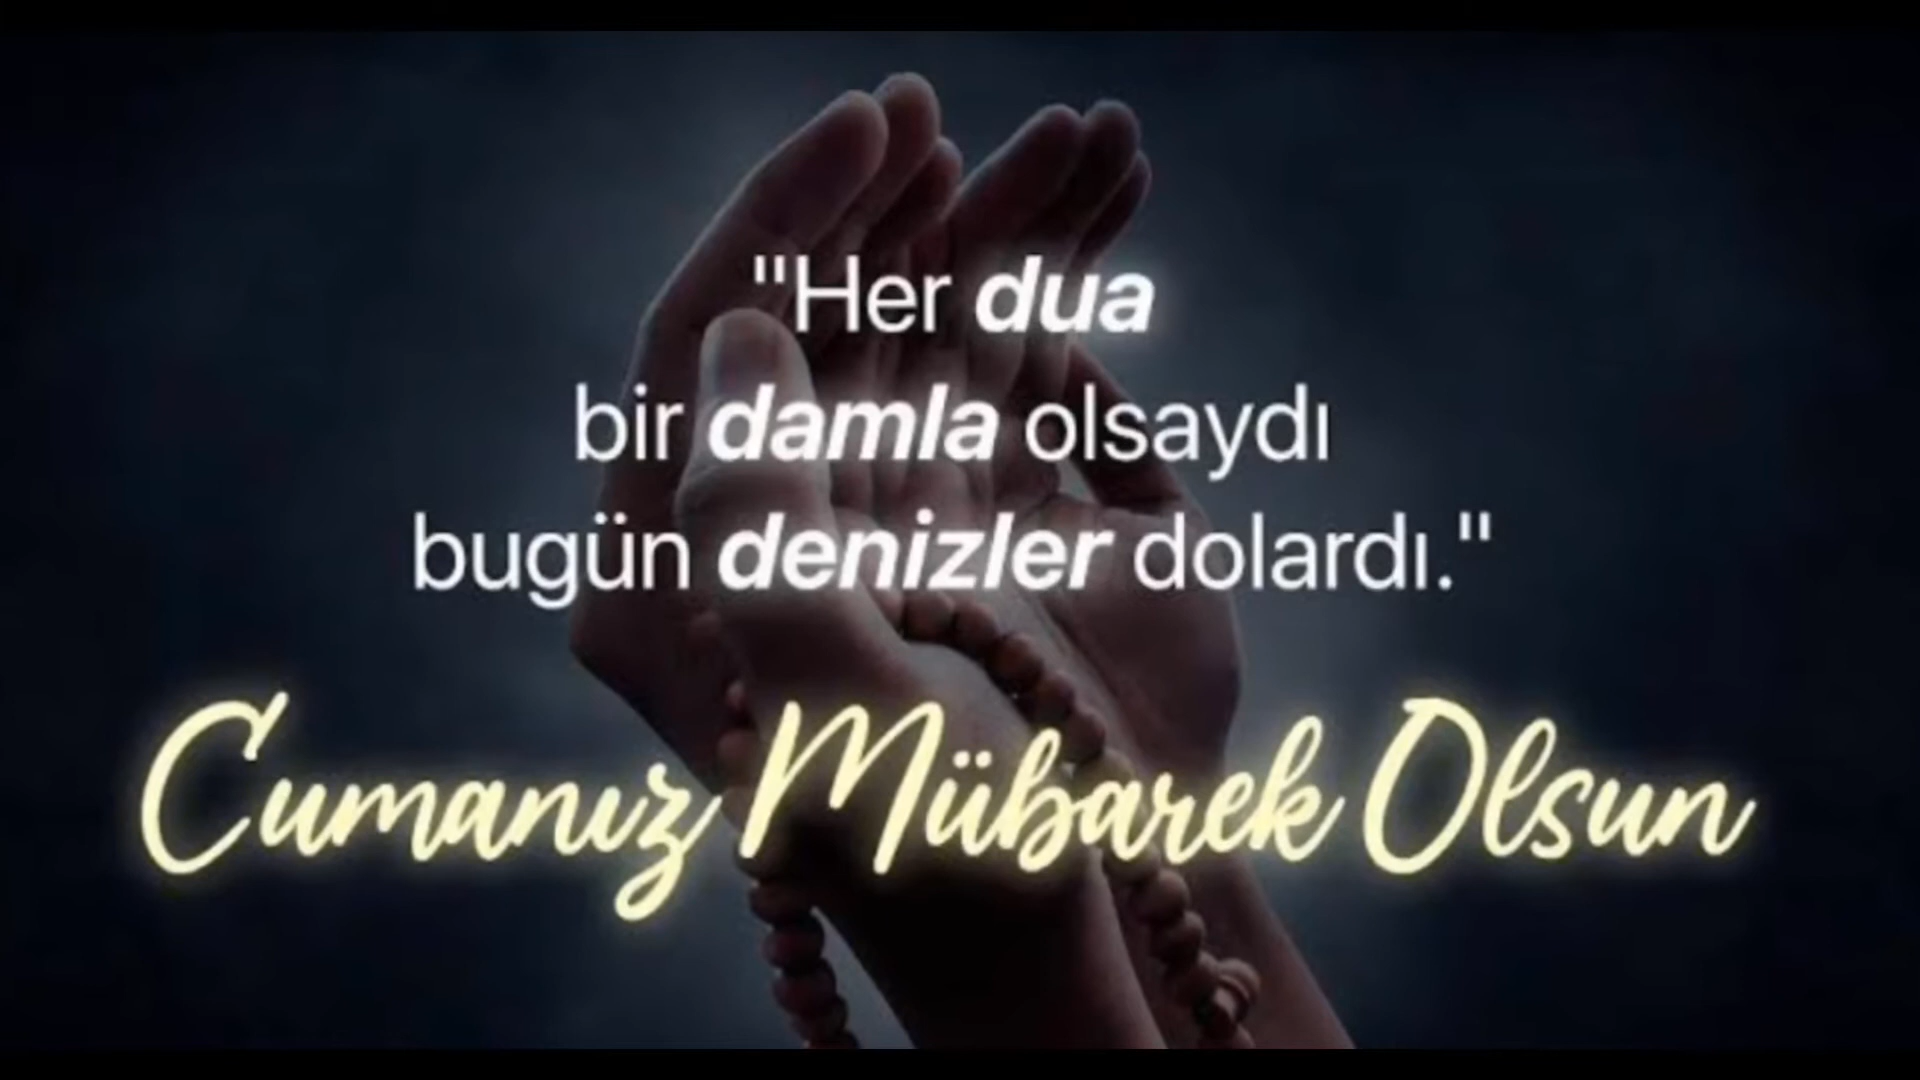 "Her dua
bir damla olsaydı
bugün denizler dolardı."
Cumanız Mübarek Olsun